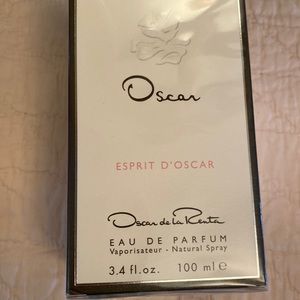 Oscar
ESPRIT D'OSCAR
Oscar de la Renta
EAU DE PARFUM
Vaporisateur - Natural Spray
3.4 fl.oz. 100 ml ℮